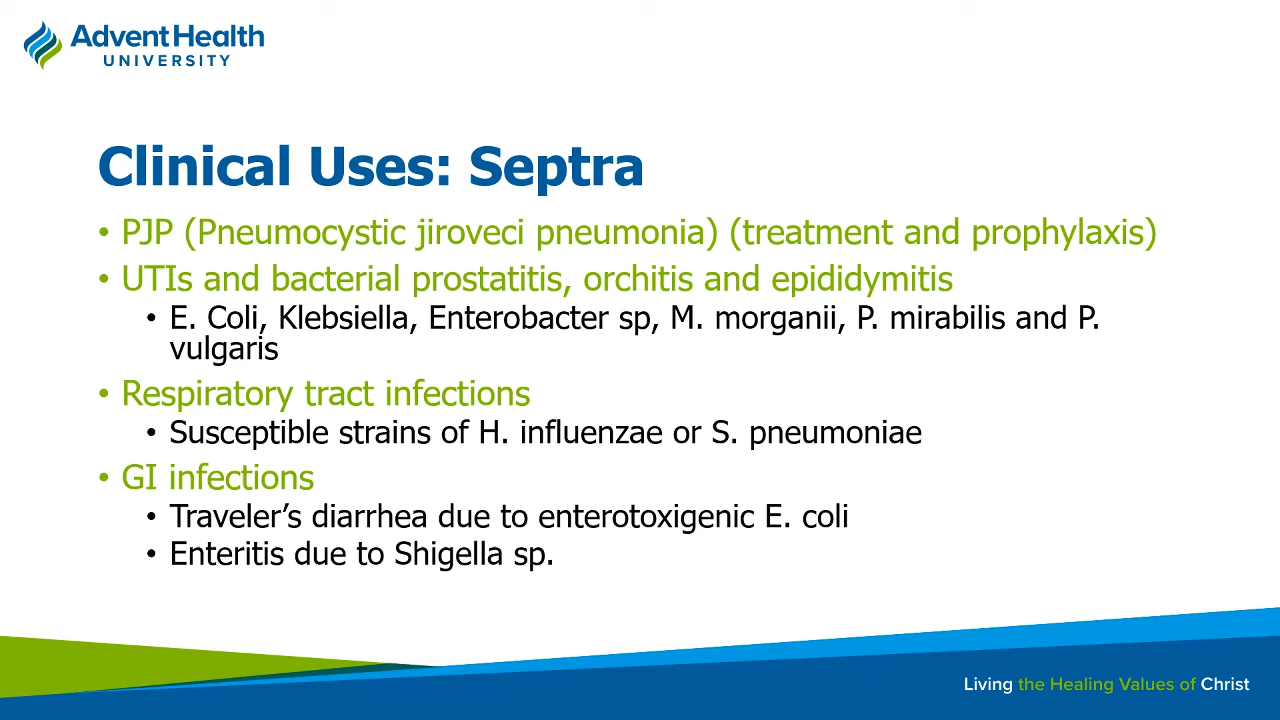 AdventHealth
UNIVERSITY
Clinical Uses: Septra
• PJP (Pneumocystic jiroveci pneumonia) (treatment and prophylaxis)
• UTIs and bacterial prostatitis, orchitis and epididymitis
• E. Coli, Klebsiella, Enterobacter sp, M. morganii, P. mirabilis and P.
vulgaris
• Respiratory tract infections
• Susceptible strains of H. influenzae or S. pneumoniae
• GI infections
• Traveler’s diarrhea due to enterotoxigenic E. coli
• Enteritis due to Shigella sp.
Living the Healing Values of Christ